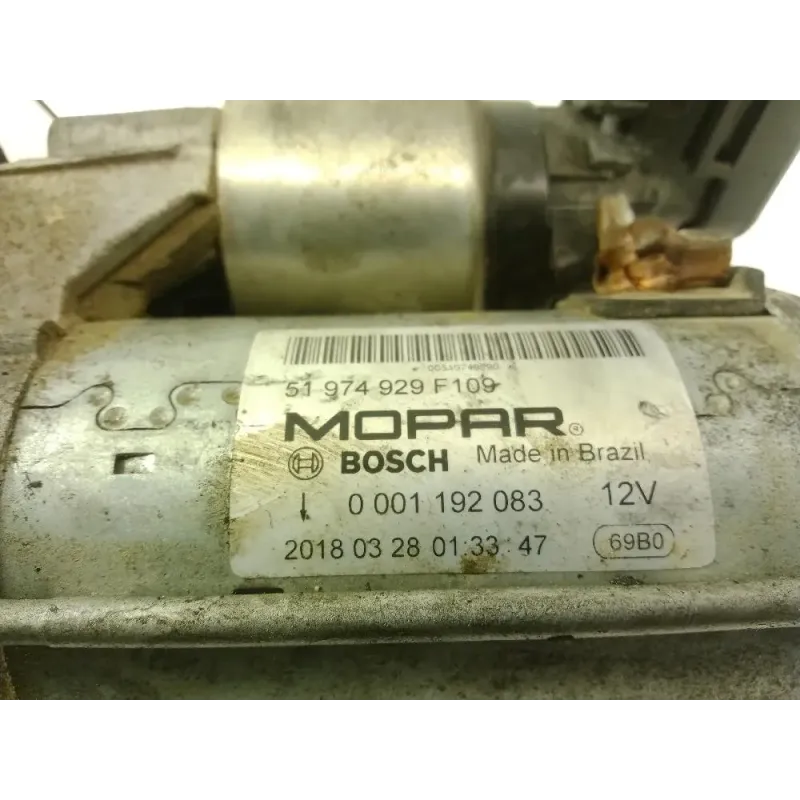 51 974 929 F109
MOPAR®
BOSCH Made in Brazil
0 001 192 083 12V
2018 03 28 01:33 47 69B0